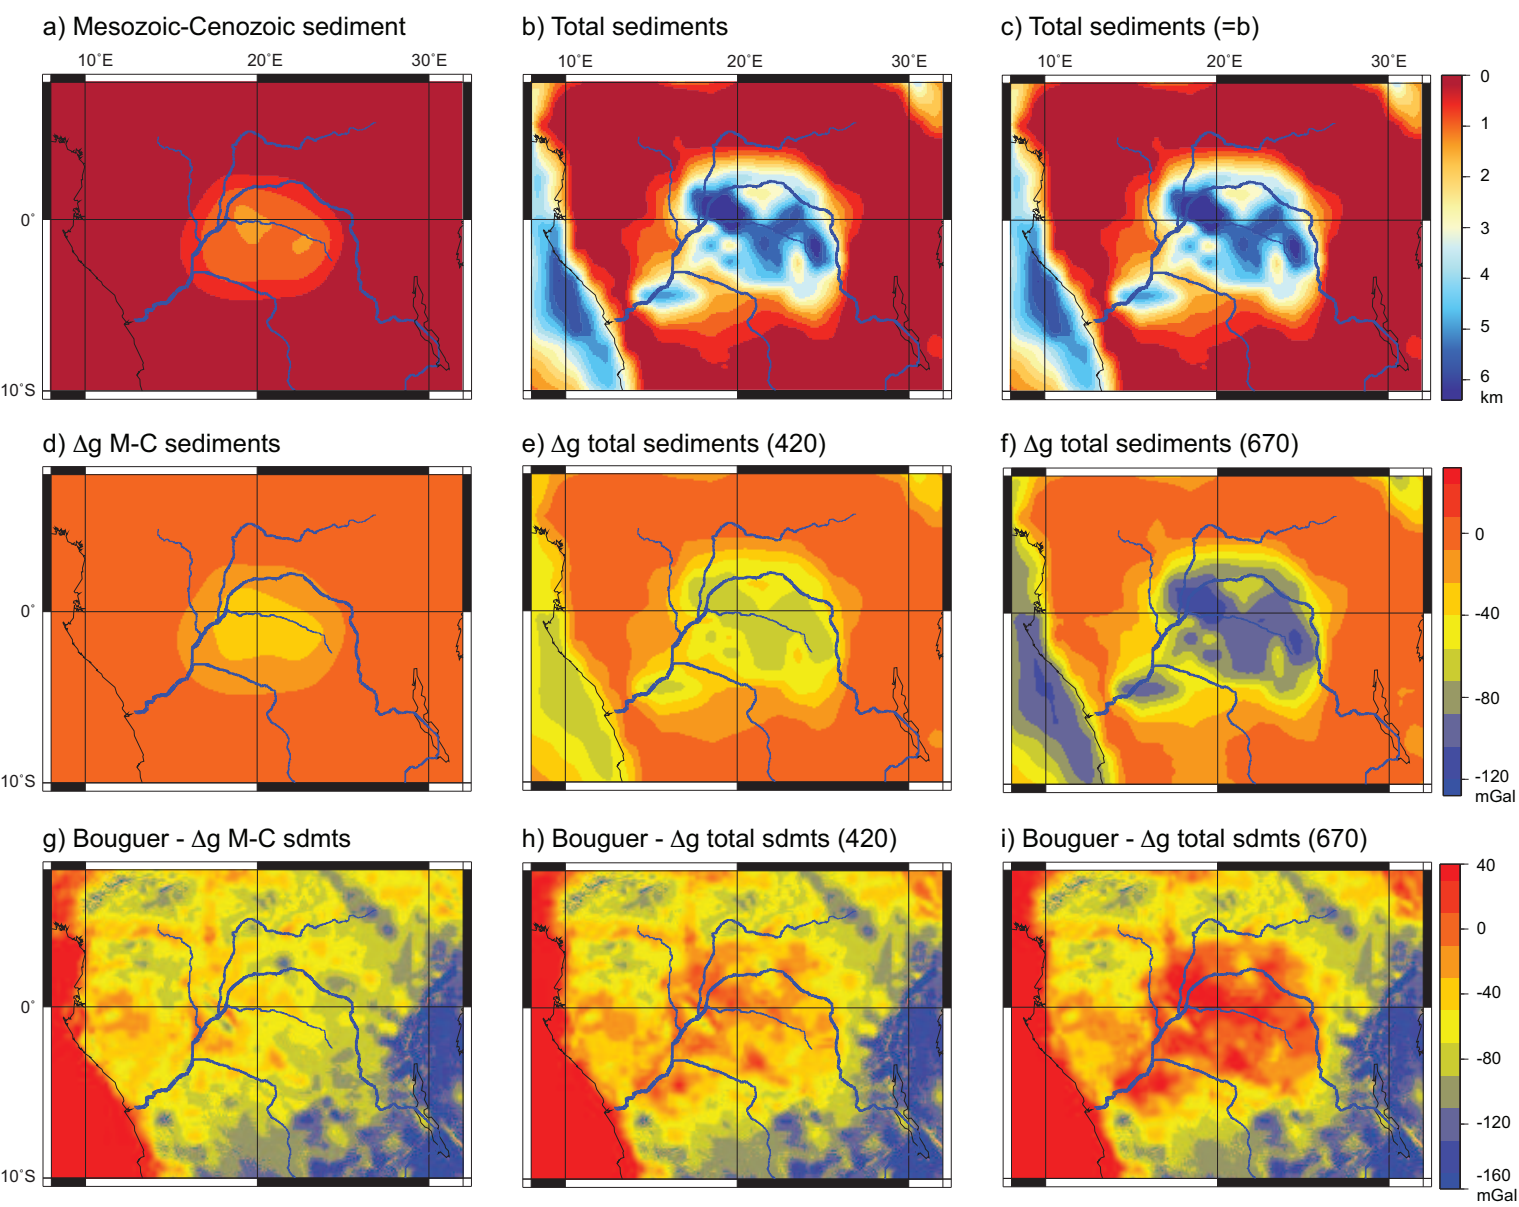 a) Mesozoic-Cenozoic sediment
b) Total sediments
c) Total sediments (=b)
10°E 20°E 30°E
10°E 20°E 30°E
10°E 20°E 30°E
0°
10°S
0
1
2
3
4
5
6
km
d) Δg M-C sediments
e) Δg total sediments (420)
f) Δg total sediments (670)
0°
10°S
0
-40
-80
-120
mGal
g) Bouguer - Δg M-C sdmts
h) Bouguer - Δg total sdmts (420)
i) Bouguer - Δg total sdmts (670)
0°
10°S
40
0
-40
-80
-120
-160
mGal